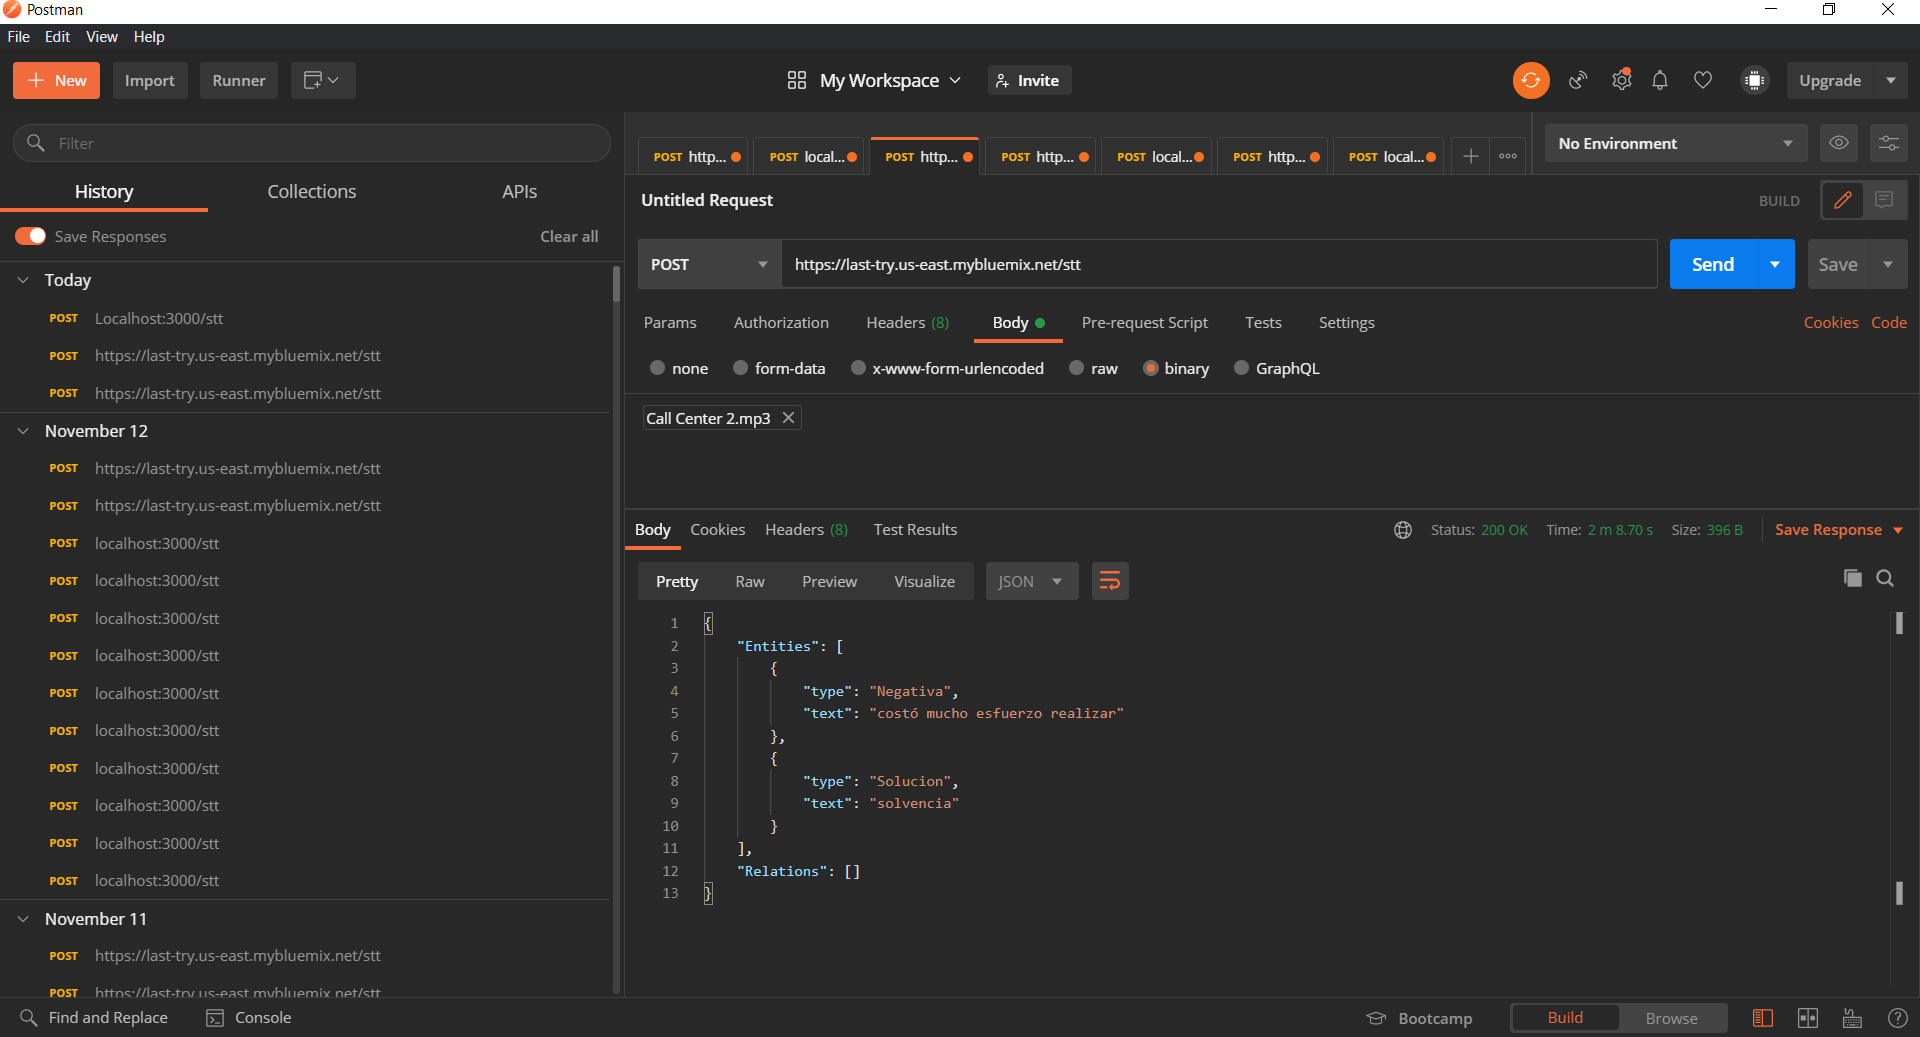 Postman
File Edit View Help
New Import Runner
My Workspace Invite
Upgrade
Filter
History Collections APIs
Save Responses Clear all
Today
POST Localhost:3000/stt
POST https://last-try.us-east.mybluemix.net/stt
POST https://last-try.us-east.mybluemix.net/stt
November 12
POST https://last-try.us-east.mybluemix.net/stt
POST https://last-try.us-east.mybluemix.net/stt
POST localhost:3000/stt
POST localhost:3000/stt
POST localhost:3000/stt
POST localhost:3000/stt
POST localhost:3000/stt
POST localhost:3000/stt
POST localhost:3000/stt
POST localhost:3000/stt
POST localhost:3000/stt
POST localhost:3000/stt
November 11
POST https://last-try.us-east.mybluemix.net/stt
POST https://last-try.us-east.mybluemix.net/stt
POST http... POST local... POST http... POST http... POST local... POST http... POST local...
No Environment
Untitled Request
BUILD
POST https://last-try.us-east.mybluemix.net/stt Send Save
Params Authorization Headers (8) Body Pre-request Script Tests Settings Cookies Code
none form-data x-www-form-urlencoded raw binary GraphQL
Call Center 2.mp3
Body Cookies Headers (8) Test Results Status: 200 OK Time: 2 m 8.70 s Size: 396 B Save Response
Pretty Raw Preview Visualize JSON
1 {
2 "Entities": [
3 {
4 "type": "Negativa",
5 "text": "costó mucho esfuerzo realizar"
6 },
7 {
8 "type": "Solucion",
9 "text": "solvencia"
10 }
11 ],
12 "Relations": []
13 }
Find and Replace Console Bootcamp Build Browse